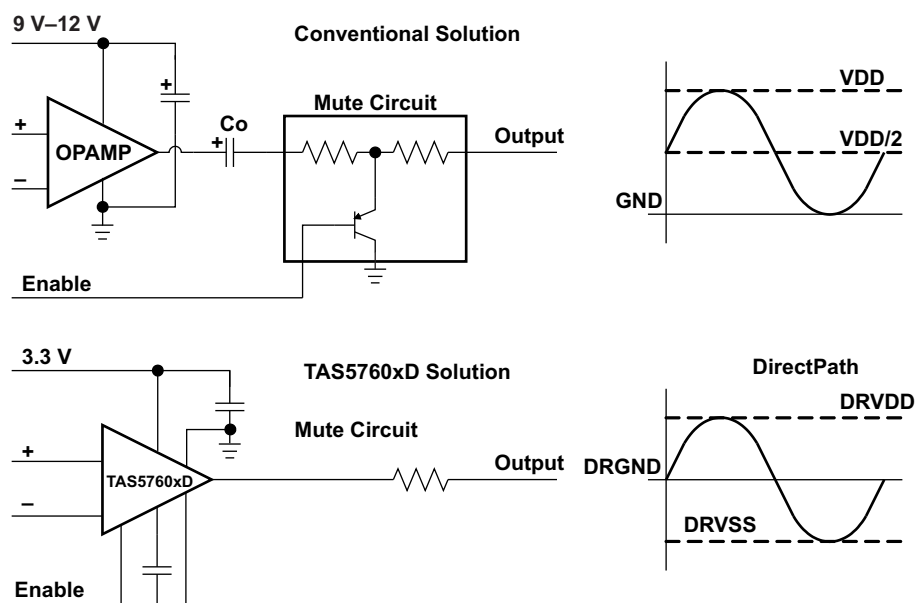 9 V–12 V
Conventional Solution
+
Mute Circuit
VDD
+
OPAMP
–
+
Co
Output
VDD/2
GND
Enable
3.3 V
TAS5760xD Solution
DirectPath
DRVDD
Mute Circuit
+
TAS5760xD
–
Output
DRGND
DRVSS
Enable